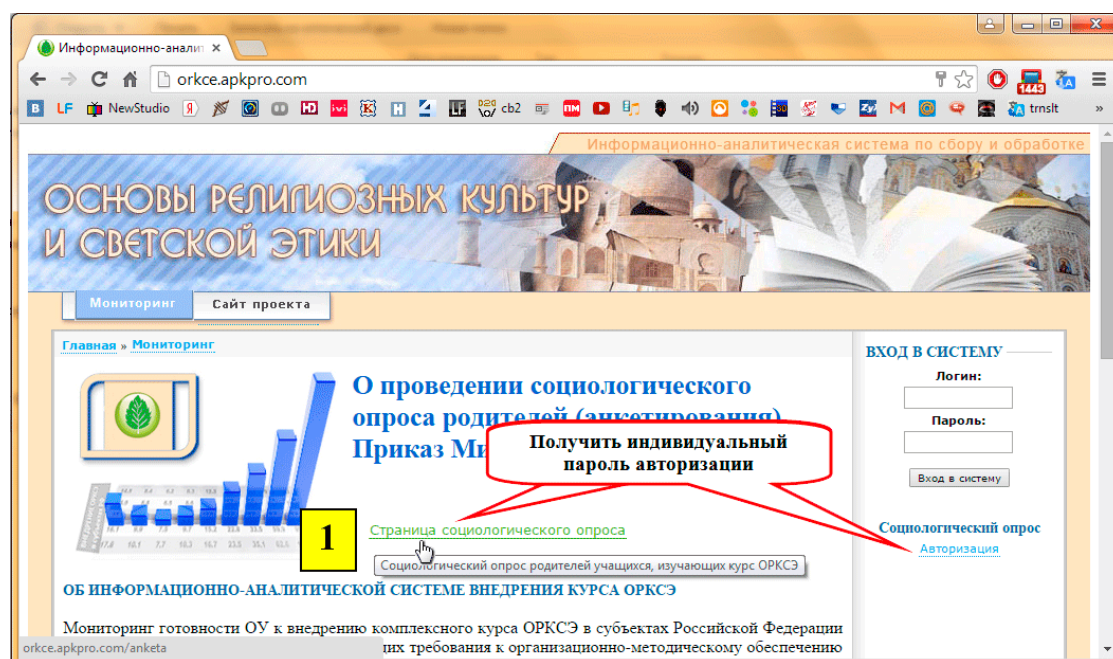 Информационно-аналит
orkce.apkpro.com
LF NewStudio cb2 1443 trnslt »
Информационно-аналитическая система по сбору и обработке
ОСНОВЫ РЕЛИГИОЗНЫХ КУЛЬТУР
И СВЕТСКОЙ ЭТИКИ
Мониторинг Сайт проекта
Главная » Мониторинг
О проведении социологического
опроса родителей (анкетирования)
Приказ Ми
Получить индивидуальный
пароль авторизации
1
Страница социологического опроса
Социологический опрос родителей учащихся, изучающих курс ОРКСЭ
ОБ ИНФОРМАЦИОННО-АНАЛИТИЧЕСКОЙ СИСТЕМЕ ВНЕДРЕНИЯ КУРСА ОРКСЭ
Мониторинг готовности ОУ к внедрению комплексного курса ОРКСЭ в субъектах Российской Федерации
их требования к организационно-методическому обеспечению
orkce.apkpro.com/anketa
ВХОД В СИСТЕМУ
Логин:
Пароль:
Вход в систему
Социологический опрос
Авторизация